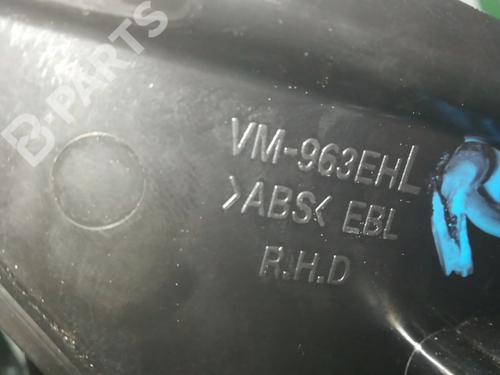 B-PARTS
VM-963EHL
>ABS< EBL
R.H.D